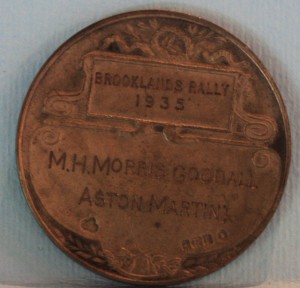 BROOKLANDS RALLY
1935
M.H. MORRIS GOODALL
ASTON MARTIN